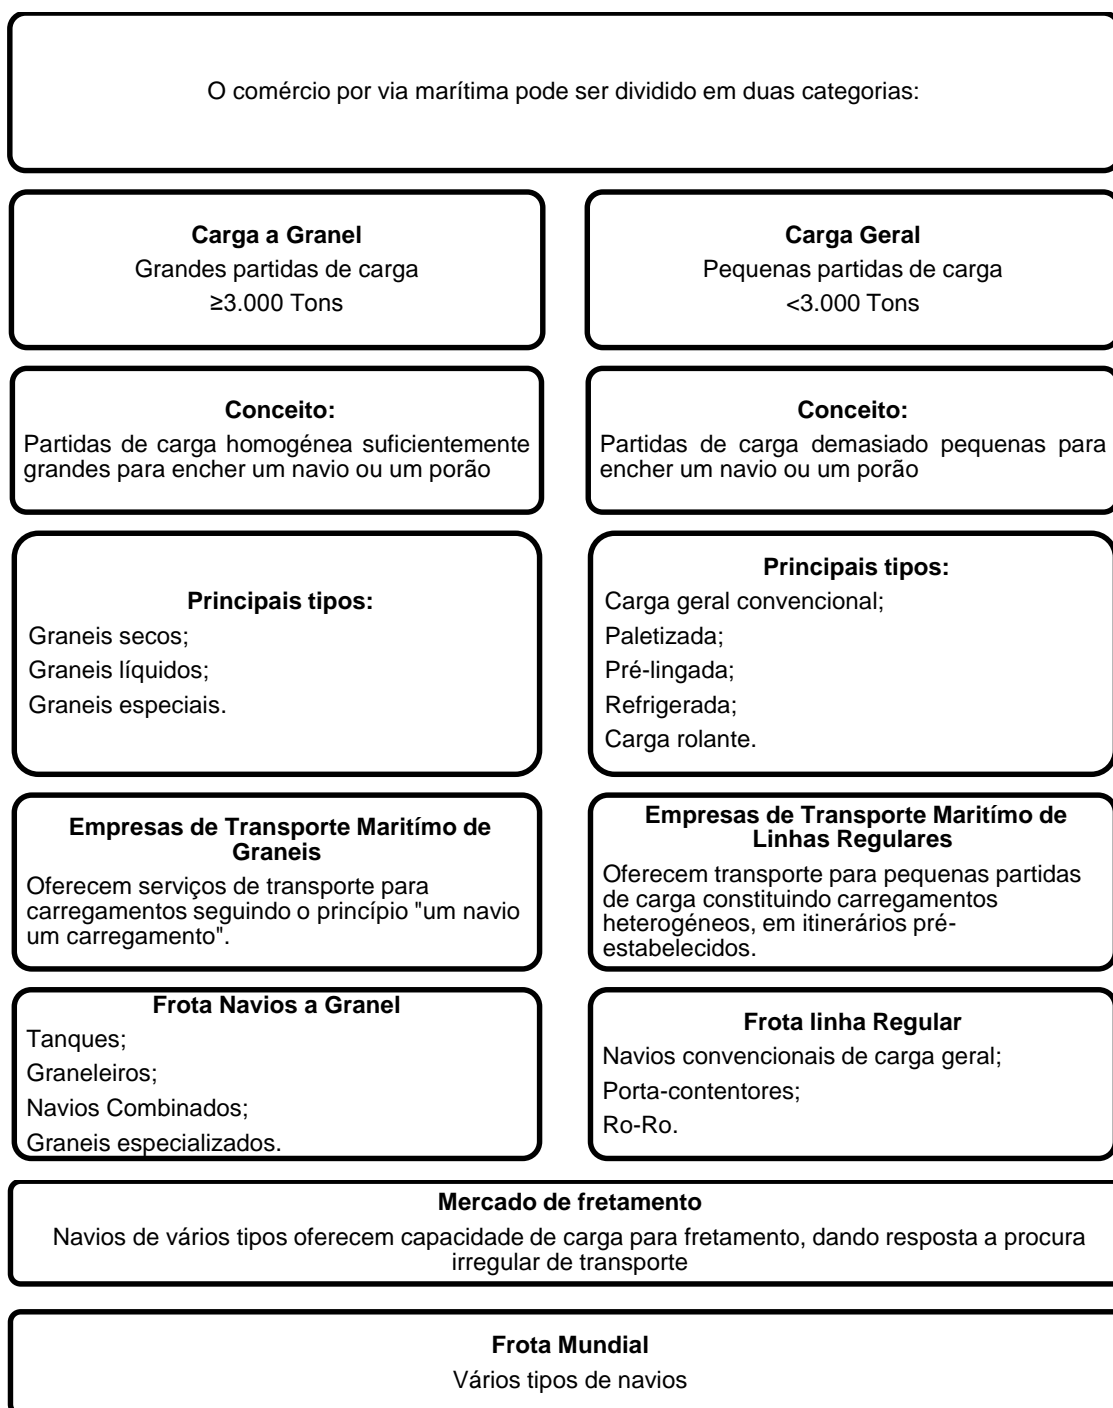 O comércio por via marítima pode ser dividido em duas categorias:
Carga a Granel
Grandes partidas de carga
≥3.000 Tons
Carga Geral
Pequenas partidas de carga
<3.000 Tons
Conceito:
Partidas de carga homogénea suficientemente
grandes para encher um navio ou um porão
Conceito:
Partidas de carga demasiado pequenas para
encher um navio ou um porão
Principais tipos:
Graneis secos;
Graneis líquidos;
Graneis especiais.
Principais tipos:
Carga geral convencional;
Paletizada;
Pré-lingada;
Refrigerada;
Carga rolante.
Empresas de Transporte Maritímo de
Graneis
Oferecem serviços de transporte para
carregamentos seguindo o princípio "um navio
um carregamento".
Empresas de Transporte Maritímo de
Linhas Regulares
Oferecem transporte para pequenas partidas
de carga constituindo carregamentos
heterogéneos, em itinerários pré-
estabelecidos.
Frota Navios a Granel
Tanques;
Graneleiros;
Navios Combinados;
Graneis especializados.
Frota linha Regular
Navios convencionais de carga geral;
Porta-contentores;
Ro-Ro.
Mercado de fretamento
Navios de vários tipos oferecem capacidade de carga para fretamento, dando resposta a procura
irregular de transporte
Frota Mundial
Vários tipos de navios